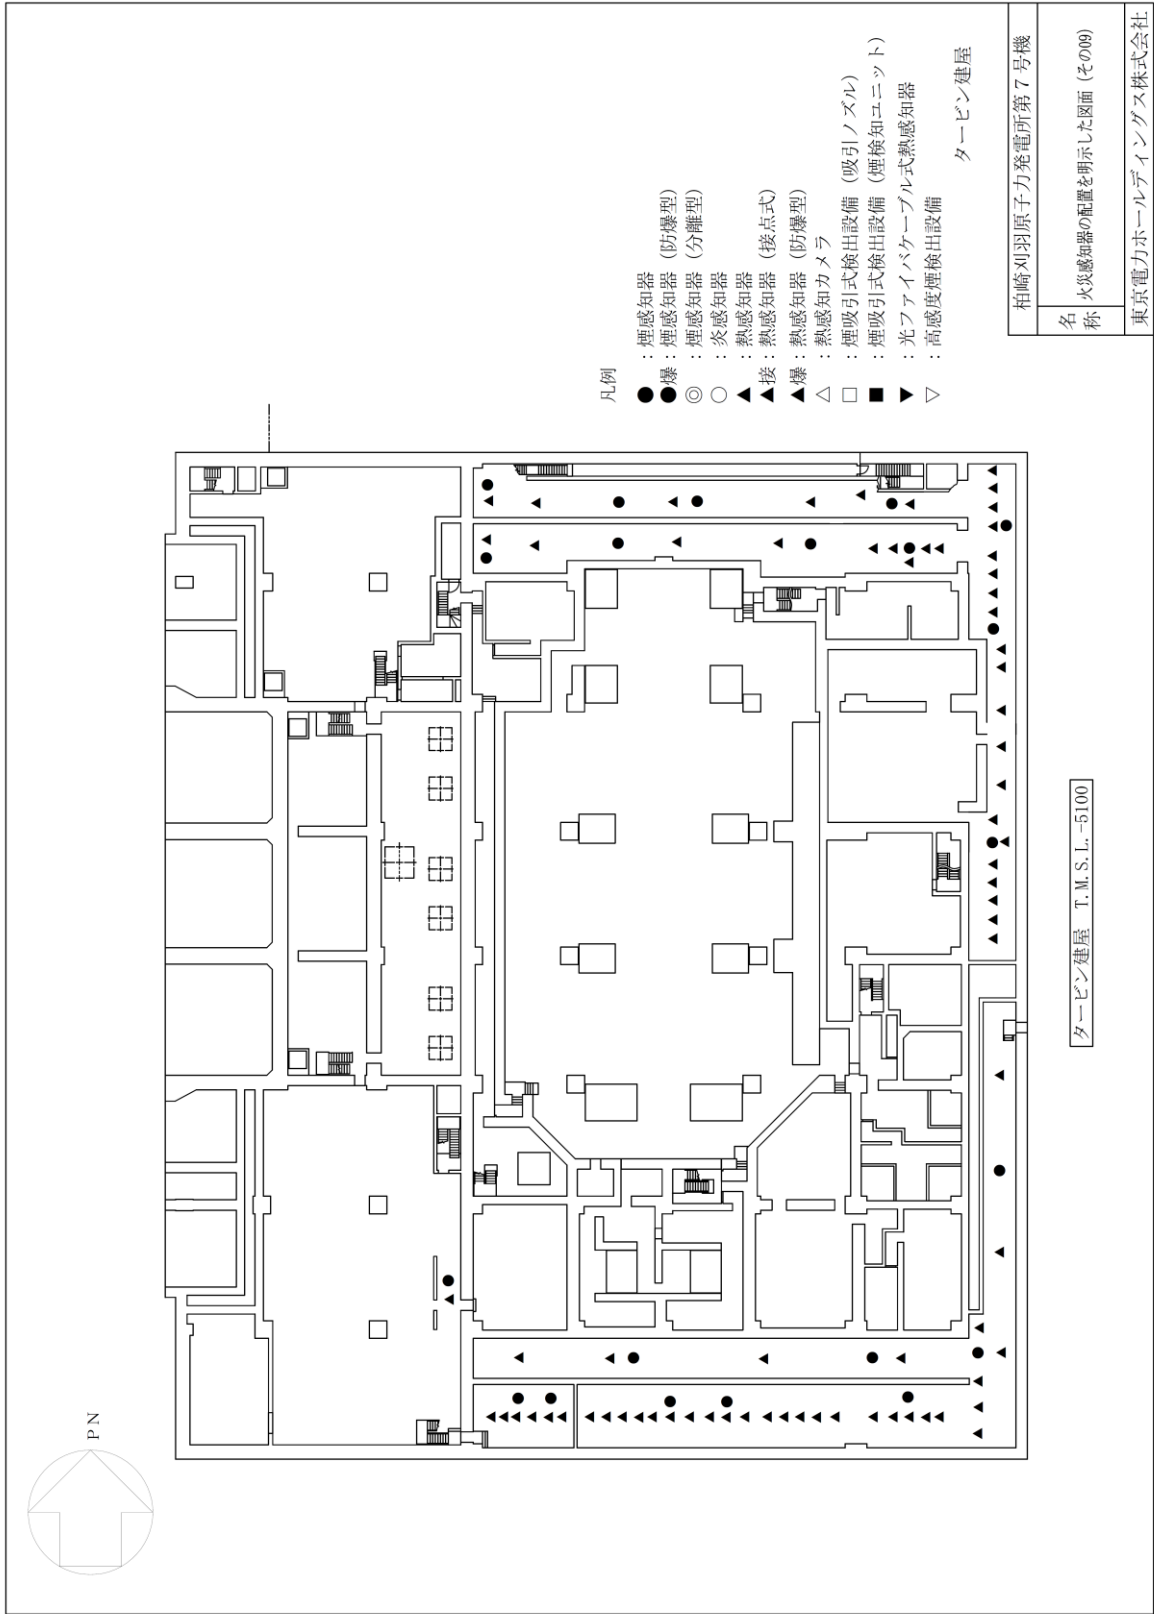 PN
タービン建屋 T.M.S.L.-5100
凡例
● ：煙感知器
●爆：煙感知器（防爆型）
◎ ：煙感知器（分離型）
○ ：炎感知器
▲ ：熱感知器
▲接：熱感知器（接点式）
▲爆：熱感知器（防爆型）
△ ：熱感知カメラ
□ ：煙吸引式検出設備（吸引ノズル）
■ ：煙吸引式検出設備（煙検知ユニット）
▼ ：光ファイバケーブル式熱感知器
▽ ：高感度煙検出設備
タービン建屋
柏崎刈羽原子力発電所第７号機
名称 火災感知器の配置を明示した図面（その09）
東京電力ホールディングス株式会社